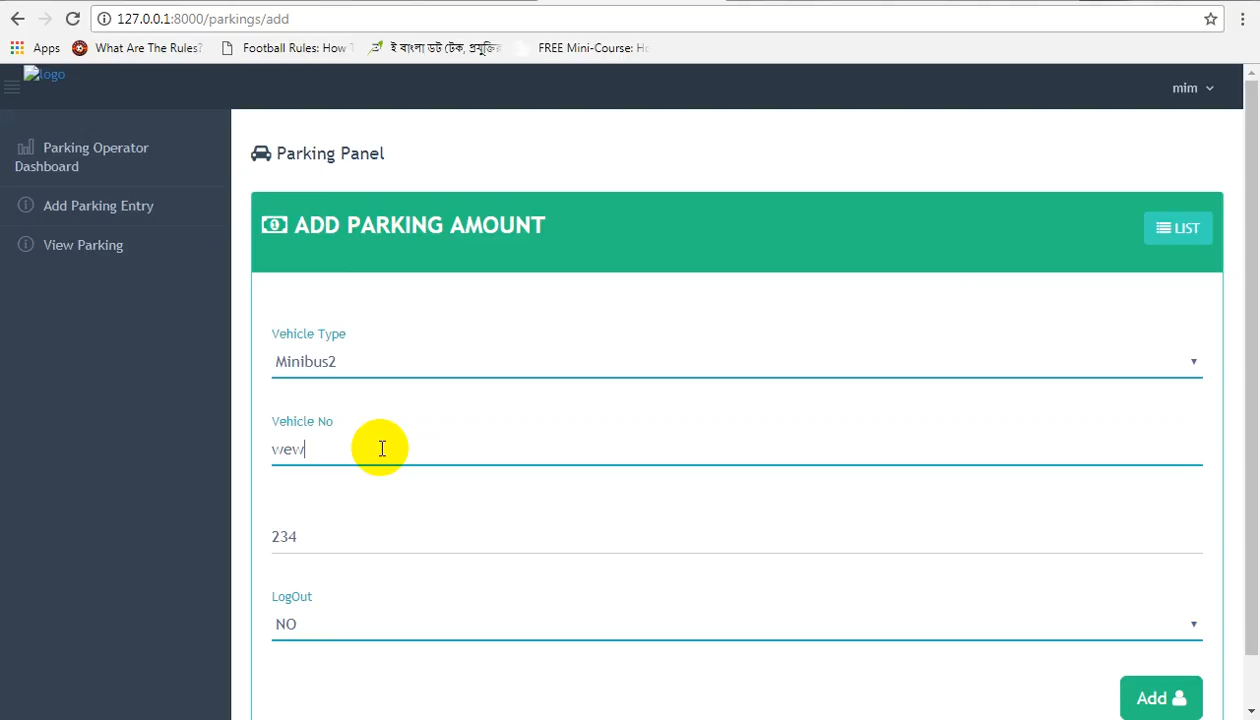 127.0.0.1:8000/parkings/add
Apps What Are The Rules? Football Rules: How T ই বাংলা ডট টেক, প্রযুক্তির FREE Mini-Course: Ho
logo
mim
Parking Operator
Dashboard
Add Parking Entry
View Parking
Parking Panel
ADD PARKING AMOUNT
LIST
Vehicle Type
Minibus2
Vehicle No
wew
234
LogOut
NO
Add